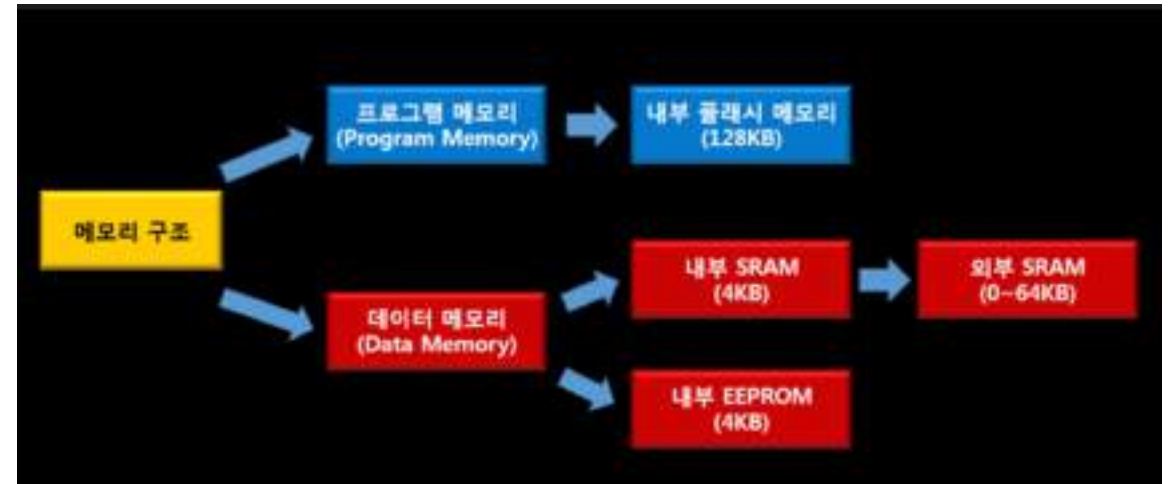 프로그램 메모리
(Program Memory)
내부 플래시 메모리
(128KB)
메모리 구조
내부 SRAM
(4KB)
외부 SRAM
(0~64KB)
데이터 메모리
(Data Memory)
내부 EEPROM
(4KB)